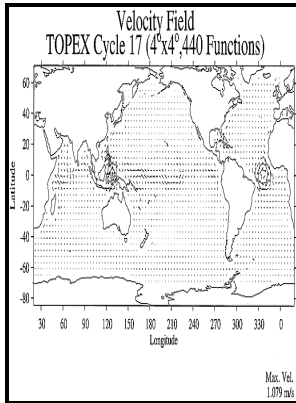 Velocity Field
TOPEX Cycle 17 (4°x4°,440 Functions)
60
40
20
0
-20
-40
-60
-80
Latitude
30 60 90 120 150 180 210 240 270 300 330 0
Longitude
Max. Vel.
1.079 m/s